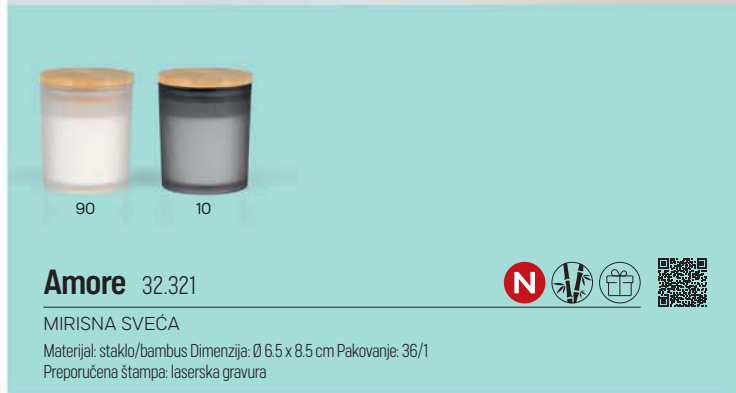 90
10
Amore 32.321
N
MIRISNA SVEĆA
Materijal: staklo/bambus Dimenzija: Ø 6.5 x 8.5 cm Pakovanje: 36/1
Preporučena štampa: laserska gravura